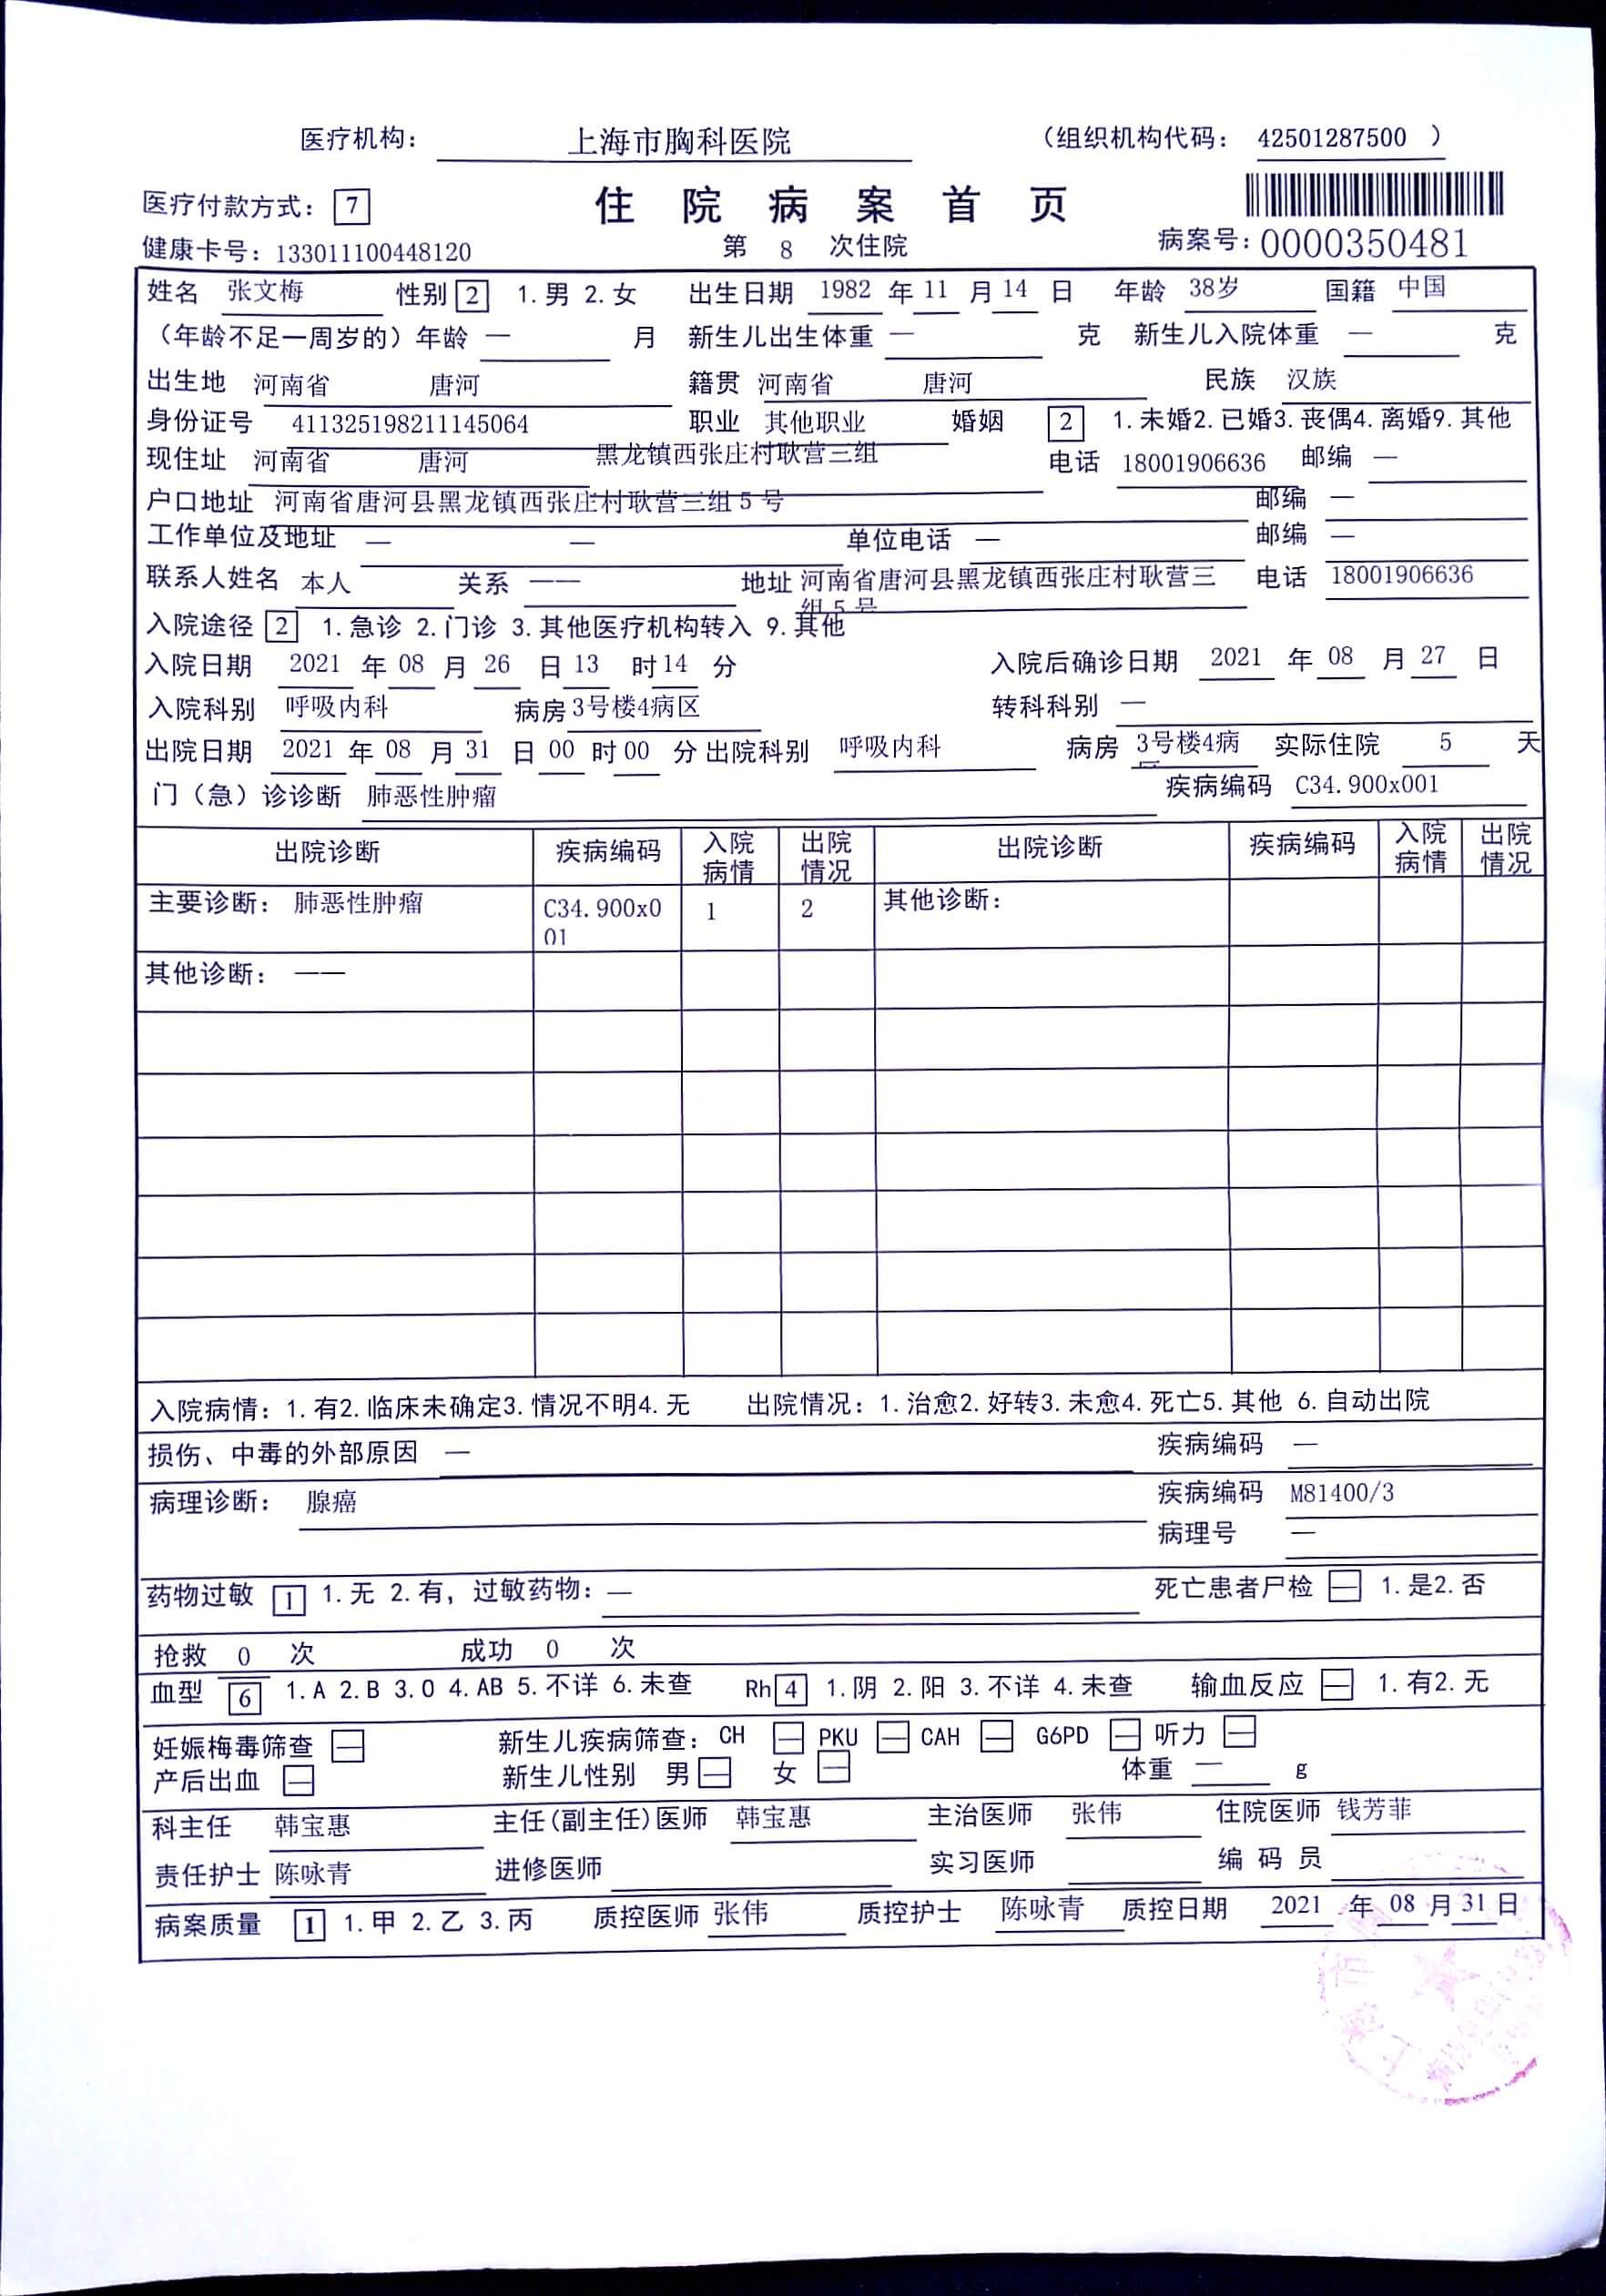 医疗机构： 上海市胸科医院 （组织机构代码： 42501287500 ）
医疗付款方式： 7 住 院 病 案 首 页
健康卡号：133011100448120 第 8 次住院 病案号：0000350481
姓名 张文梅 性别 2 1.男 2.女 出生日期 1982 年 11 月 14 日 年龄 38岁 国籍 中国
（年龄不足一周岁的）年龄 — 月 新生儿出生体重 — 克 新生儿入院体重 — 克
出生地 河南省 唐河 籍贯 河南省 唐河 民族 汉族
身份证号 411325198211145064 职业 其他职业 婚姻 2 1.未婚2.已婚3.丧偶4.离婚9.其他
现住址 河南省 唐河 黑龙镇西张庄村耿营三组 电话 18001906636 邮编 —
户口地址 河南省唐河县黑龙镇西张庄村耿营三组5号 邮编 —
工作单位及地址 — — 单位电话 — 邮编 —
联系人姓名 本人 关系 —— 地址 河南省唐河县黑龙镇西张庄村耿营三 电话 18001906636
组5号
入院途径 2 1.急诊 2.门诊 3.其他医疗机构转入 9.其他
入院日期 2021 年 08 月 26 日 13 时 14 分 入院后确诊日期 2021 年 08 月 27 日
入院科别 呼吸内科 病房 3号楼4病区 转科科别 —
出院日期 2021 年 08 月 31 日 00 时 00 分 出院科别 呼吸内科 病房 3号楼4病 实际住院 5 天
门（急）诊诊断 肺恶性肿瘤 疾病编码 C34.900x001
出院诊断 疾病编码 入院病情 出院情况 出院诊断 疾病编码 入院病情 出院情况
主要诊断： 肺恶性肿瘤 C34.900x001 1 2 其他诊断：
其他诊断： ——
入院病情：1.有2.临床未确定3.情况不明4.无 出院情况：1.治愈2.好转3.未愈4.死亡5.其他 6.自动出院
损伤、中毒的外部原因 — 疾病编码 —
病理诊断： 腺癌 疾病编码 M81400/3
病理号 —
药物过敏 1 1.无 2.有，过敏药物：— 死亡患者尸检 — 1.是2.否
抢救 0 次 成功 0 次
血型 6 1.A 2.B 3.O 4.AB 5.不详 6.未查 Rh 4 1.阴 2.阳 3.不详 4.未查 输血反应 — 1.有2.无
妊娠梅毒筛查 — 新生儿疾病筛查：CH — PKU — CAH — G6PD — 听力 —
产后出血 — 新生儿性别 男 — 女 — 体重 — g
科主任 韩宝惠 主任(副主任)医师 韩宝惠 主治医师 张伟 住院医师 钱芳菲
责任护士 陈咏青 进修医师 实习医师 编 码 员
病案质量 1 1.甲 2.乙 3.丙 质控医师 张伟 质控护士 陈咏青 质控日期 2021 年 08 月 31 日